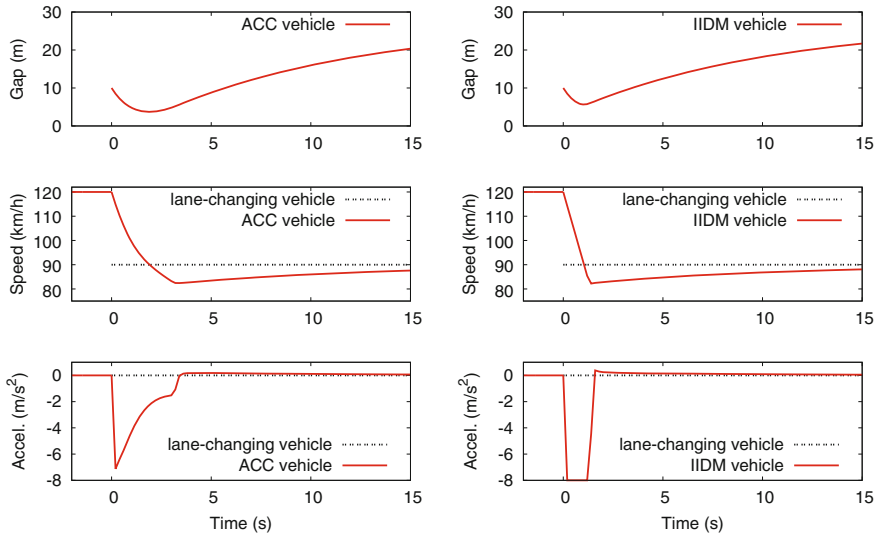 Gap (m)
30
20
10
0
ACC vehicle
0
5
10
15
Gap (m)
30
20
10
0
IIDM vehicle
0
5
10
15
Speed (km/h)
120
110
100
90
80
lane-changing vehicle
ACC vehicle
0
5
10
15
Speed (km/h)
120
110
100
90
80
lane-changing vehicle
IIDM vehicle
0
5
10
15
Accel. (m/s²)
0
-2
-4
-6
-8
lane-changing vehicle
ACC vehicle
0
5
10
15
Time (s)
Accel. (m/s²)
0
-2
-4
-6
-8
lane-changing vehicle
IIDM vehicle
0
5
10
15
Time (s)